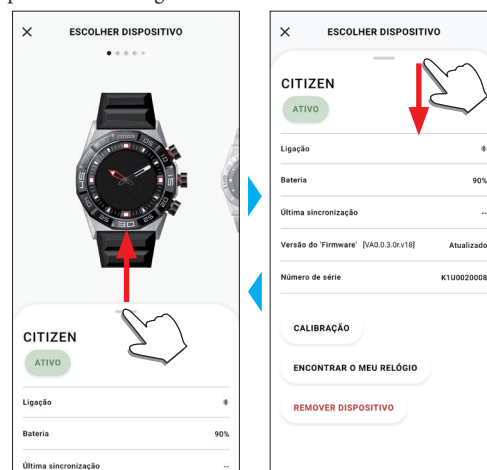 ESCOLHER DISPOSITIVO
CITIZEN
ATIVO
Ligação
Bateria 90%
Última sincronização --
ESCOLHER DISPOSITIVO
CITIZEN
ATIVO
Ligação
Bateria 90%
Última sincronização --
Versão do 'Firmware' [VA0.0.3.0r.v18] Atualizado
Número de série K1U0020008
CALIBRAÇÃO
ENCONTRAR O MEU RELÓGIO
REMOVER DISPOSITIVO